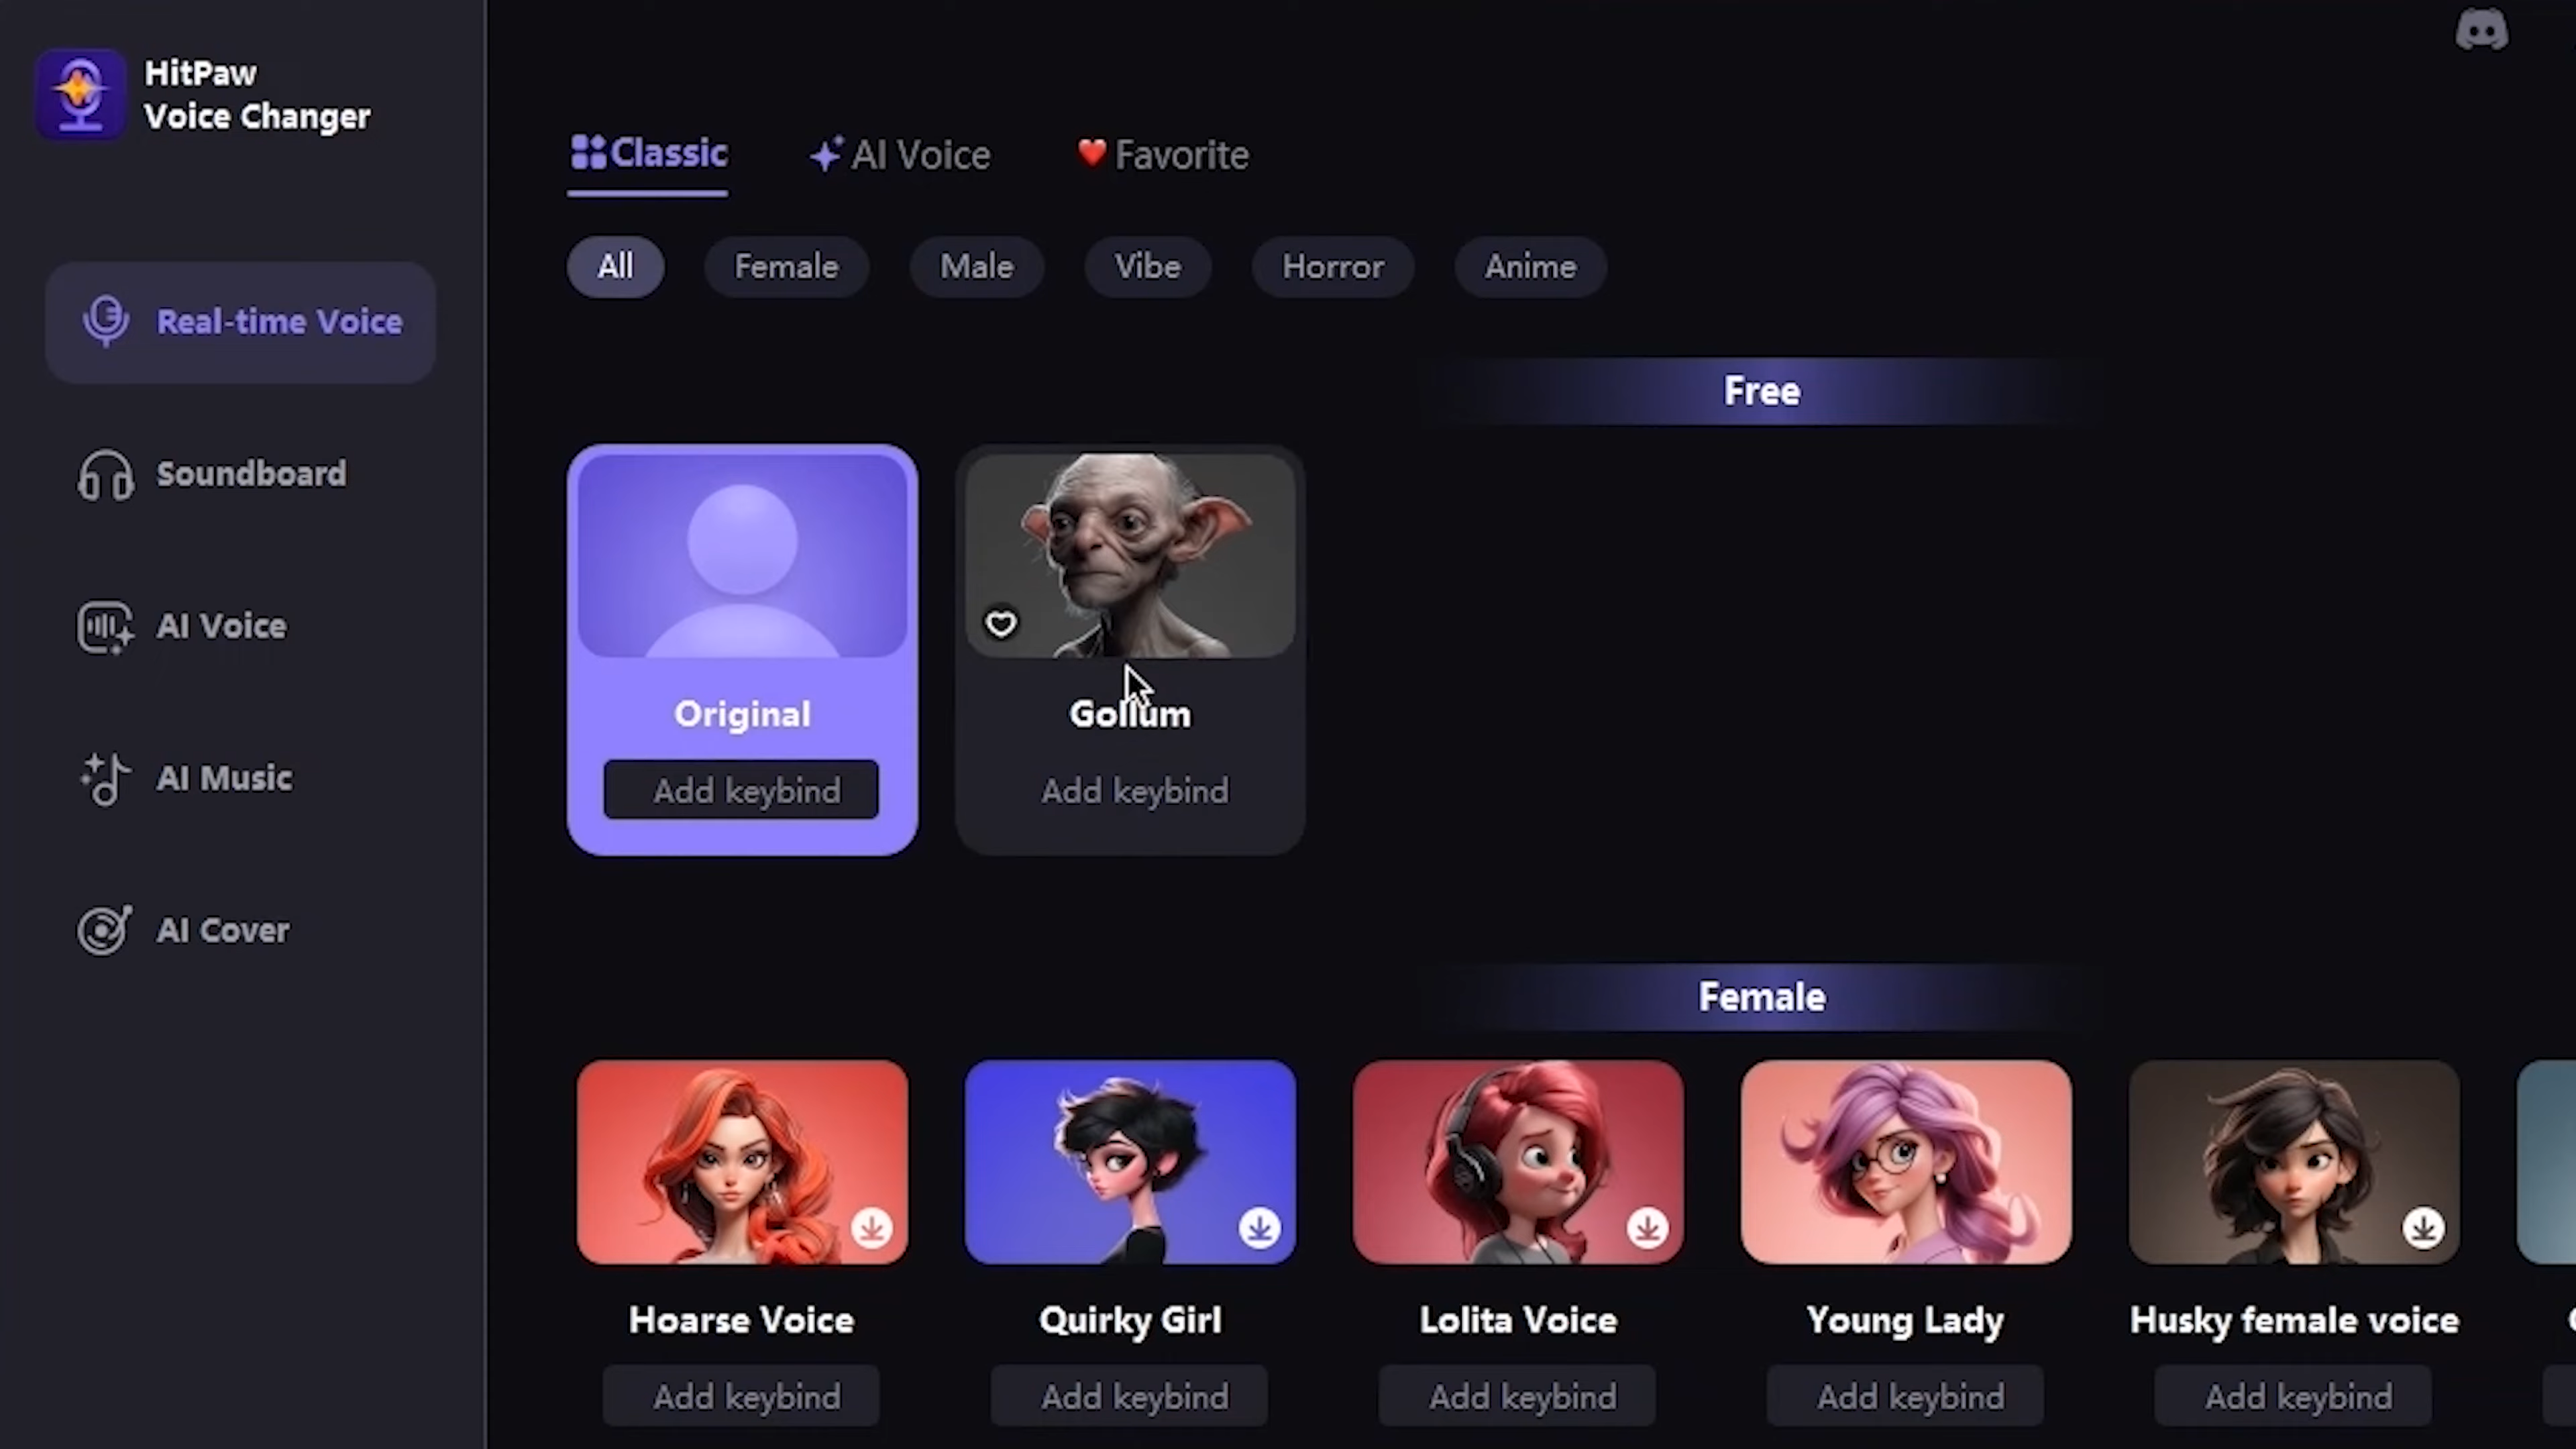 HitPaw
Voice Changer
Real-time Voice
Soundboard
AI Voice
AI Music
AI Cover
Classic AI Voice Favorite
All Female Male Vibe Horror Anime
Free
Original Gollum
Add keybind Add keybind
Female
Hoarse Voice Quirky Girl Lolita Voice Young Lady Husky female voice
Add keybind Add keybind Add keybind Add keybind Add keybind